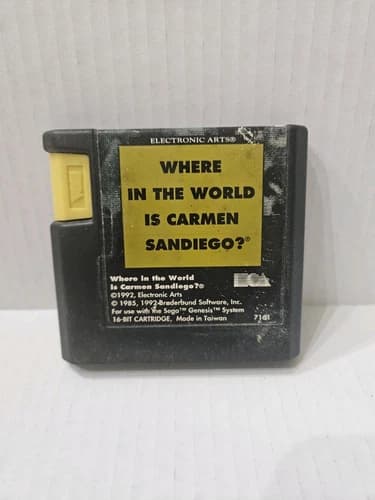 ELECTRONIC ARTS®
WHERE
IN THE WORLD
IS CARMEN
SANDIEGO?®
Where in the World
Is Carmen Sandiego?®
©1992, Electronic Arts
© 1985, 1992 Brøderbund Software, Inc.
For use with the Sega™ Genesis™ System
16-BIT CARTRIDGE, Made in Taiwan
7161